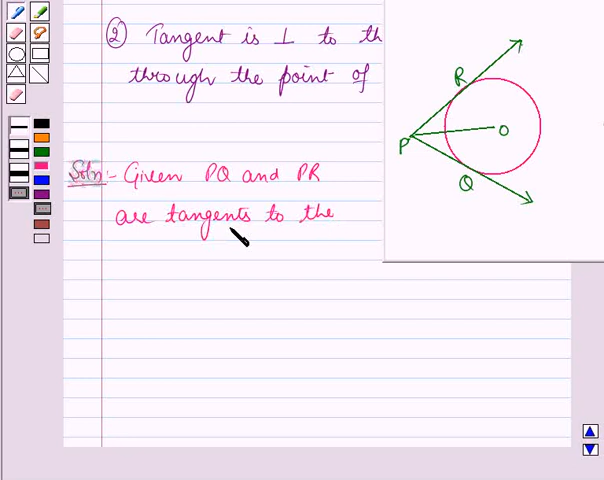 ② Tangent is ⊥ to th
through the point of
Soln:- Given PQ and PR
are tangents to the
R
P
O
Q